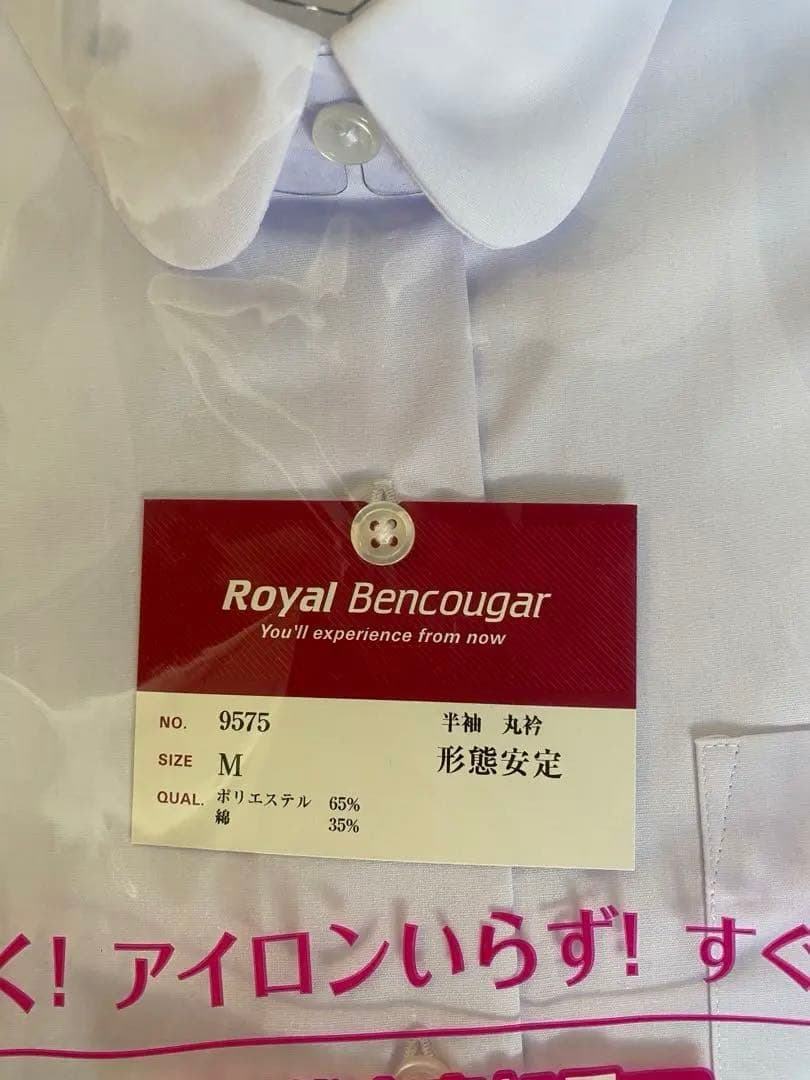 Royal Bencougar
You'll experience from now
NO. 9575 半袖 丸衿
SIZE M 形態安定
QUAL. ポリエステル 65%
綿 35%
く! アイロンいらず! すぐ